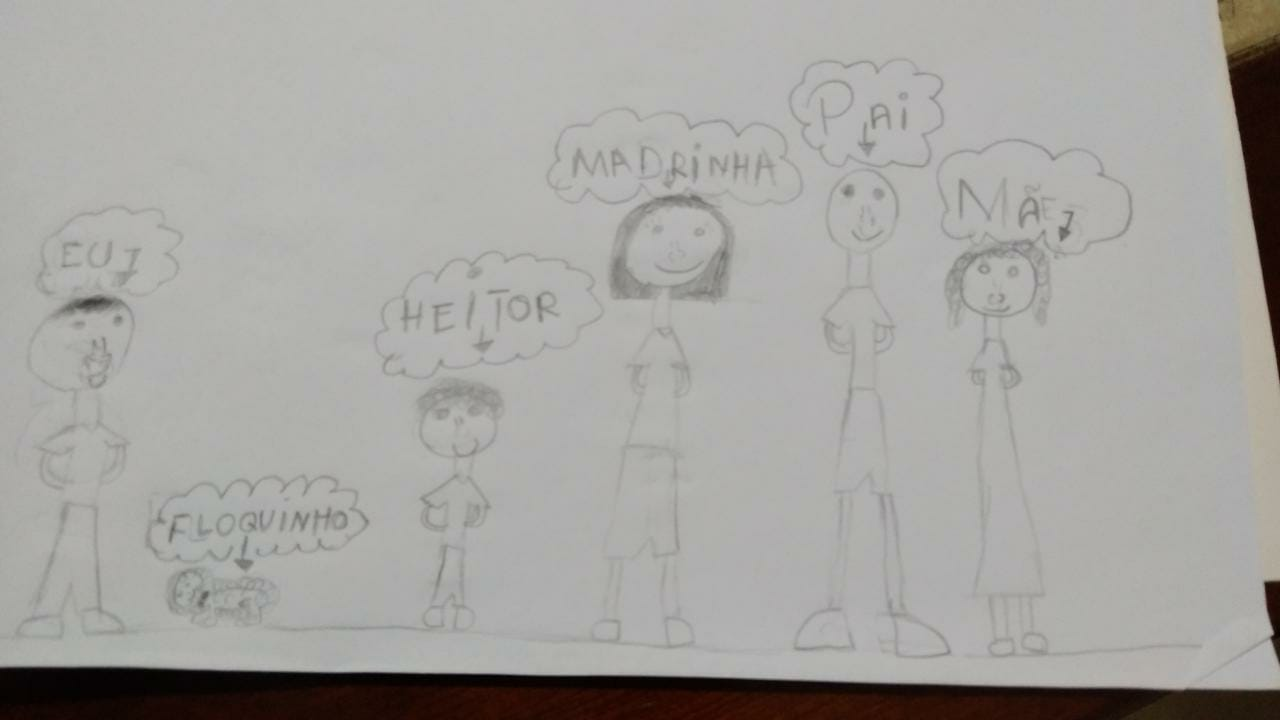 EU
FLOQUINHO
HEITOR
MADRINHA
PAi
MÃE